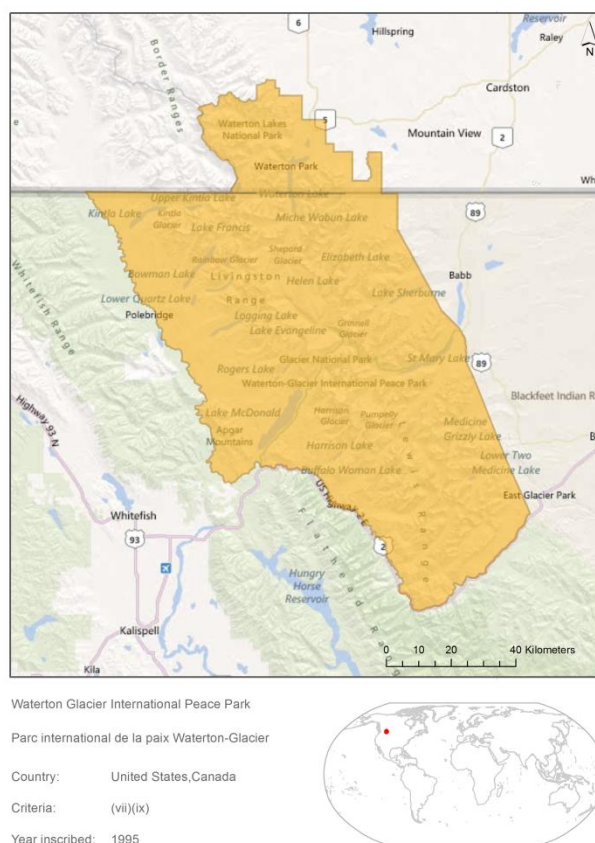 6
Hillspring
Reservoir
Raley
N
Border Ranges
Cardston
Waterton Lakes
National Park
5
Mountain View
2
Waterton Park
Waterton Lake
Upper Kintla Lake
Kintla Lake
Kintla
Glacier
Miche Wabun Lake
89
Lake Francis
Shepard
Glacier
Whitefish Range
Rainbow Glacier
Elizabeth Lake
Bowman Lake
Livingston
Range
Helen Lake
Babb
Lower Quartz Lake
Lake Sherburne
Polebridge
Logging Lake
Grinnell
Glacier
Lake Evangeline
Glacier National Park
St Mary Lake
89
Rogers Lake
Waterton-Glacier International Peace Park
Blackfeet Indian R
Highway 93 N
Lake McDonald
Harrison
Glacier
Pumpelly
Glacier
Medicine
Grizzly Lake
Apgar
Mountains
Lewis Range
Harrison Lake
Lower Two
Medicine Lake
Buffalo Woman Lake
US Highway 2 E
East Glacier Park
Whitefish
93
Flathead Range
2
Hungry
Horse
Reservoir
Kalispell
Kila
0 10 20 40 Kilometers
Waterton Glacier International Peace Park
Parc international de la paix Waterton-Glacier
Country: United States,Canada
Criteria: (vii)(ix)
Year inscribed: 1995